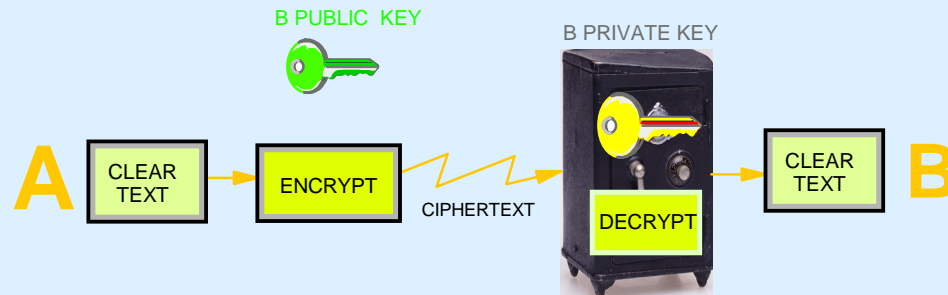 B PUBLIC KEY
B PRIVATE KEY
A
CLEAR
TEXT
ENCRYPT
CIPHERTEXT
DECRYPT
CLEAR
TEXT
B